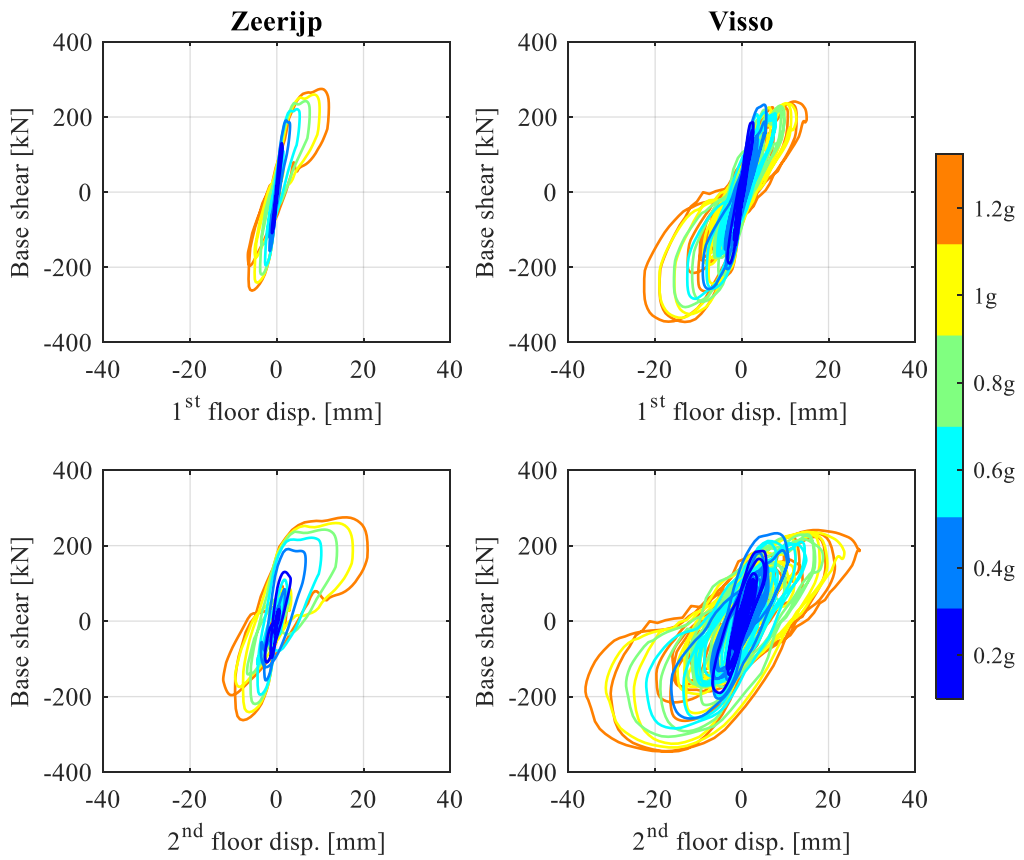 Zeerijp
Visso
400
200
0
-200
-400
-40 -20 0 20 40
Base shear [kN]
1st floor disp. [mm]
400
200
0
-200
-400
-40 -20 0 20 40
Base shear [kN]
1st floor disp. [mm]
400
200
0
-200
-400
-40 -20 0 20 40
Base shear [kN]
2nd floor disp. [mm]
400
200
0
-200
-400
-40 -20 0 20 40
Base shear [kN]
2nd floor disp. [mm]
1.2g
1g
0.8g
0.6g
0.4g
0.2g